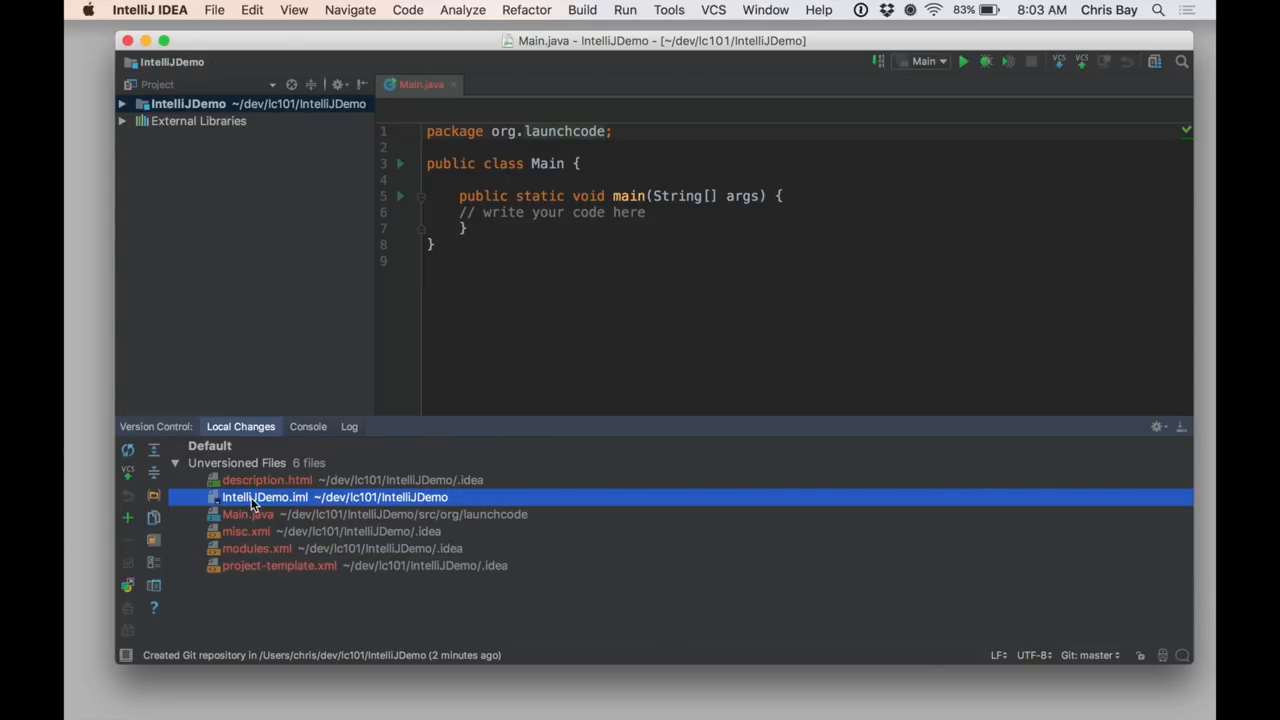 IntelliJ IDEA File Edit View Navigate Code Analyze Refactor Build Run Tools VCS Window Help 83% 8:03 AM Chris Bay
Main.java - IntelliJDemo - [~/dev/lc101/IntelliJDemo]
IntelliJDemo Main VCS VCS
Project Main.java
IntelliJDemo ~/dev/lc101/IntelliJDemo
External Libraries
1 package org.launchcode;
2
3 public class Main {
4
5 public static void main(String[] args) {
6 // write your code here
7 }
8 }
9
Version Control: Local Changes Console Log
Default
Unversioned Files 6 files
VCS
description.html ~/dev/lc101/IntelliJDemo/.idea
IntelliJDemo.iml ~/dev/lc101/IntelliJDemo
Main.java ~/dev/lc101/IntelliJDemo/src/org/launchcode
misc.xml ~/dev/lc101/IntelliJDemo/.idea
modules.xml ~/dev/lc101/IntelliJDemo/.idea
project-template.xml ~/dev/lc101/IntelliJDemo/.idea
?
Created Git repository in /Users/chris/dev/lc101/IntelliJDemo (2 minutes ago) LF UTF-8 Git: master